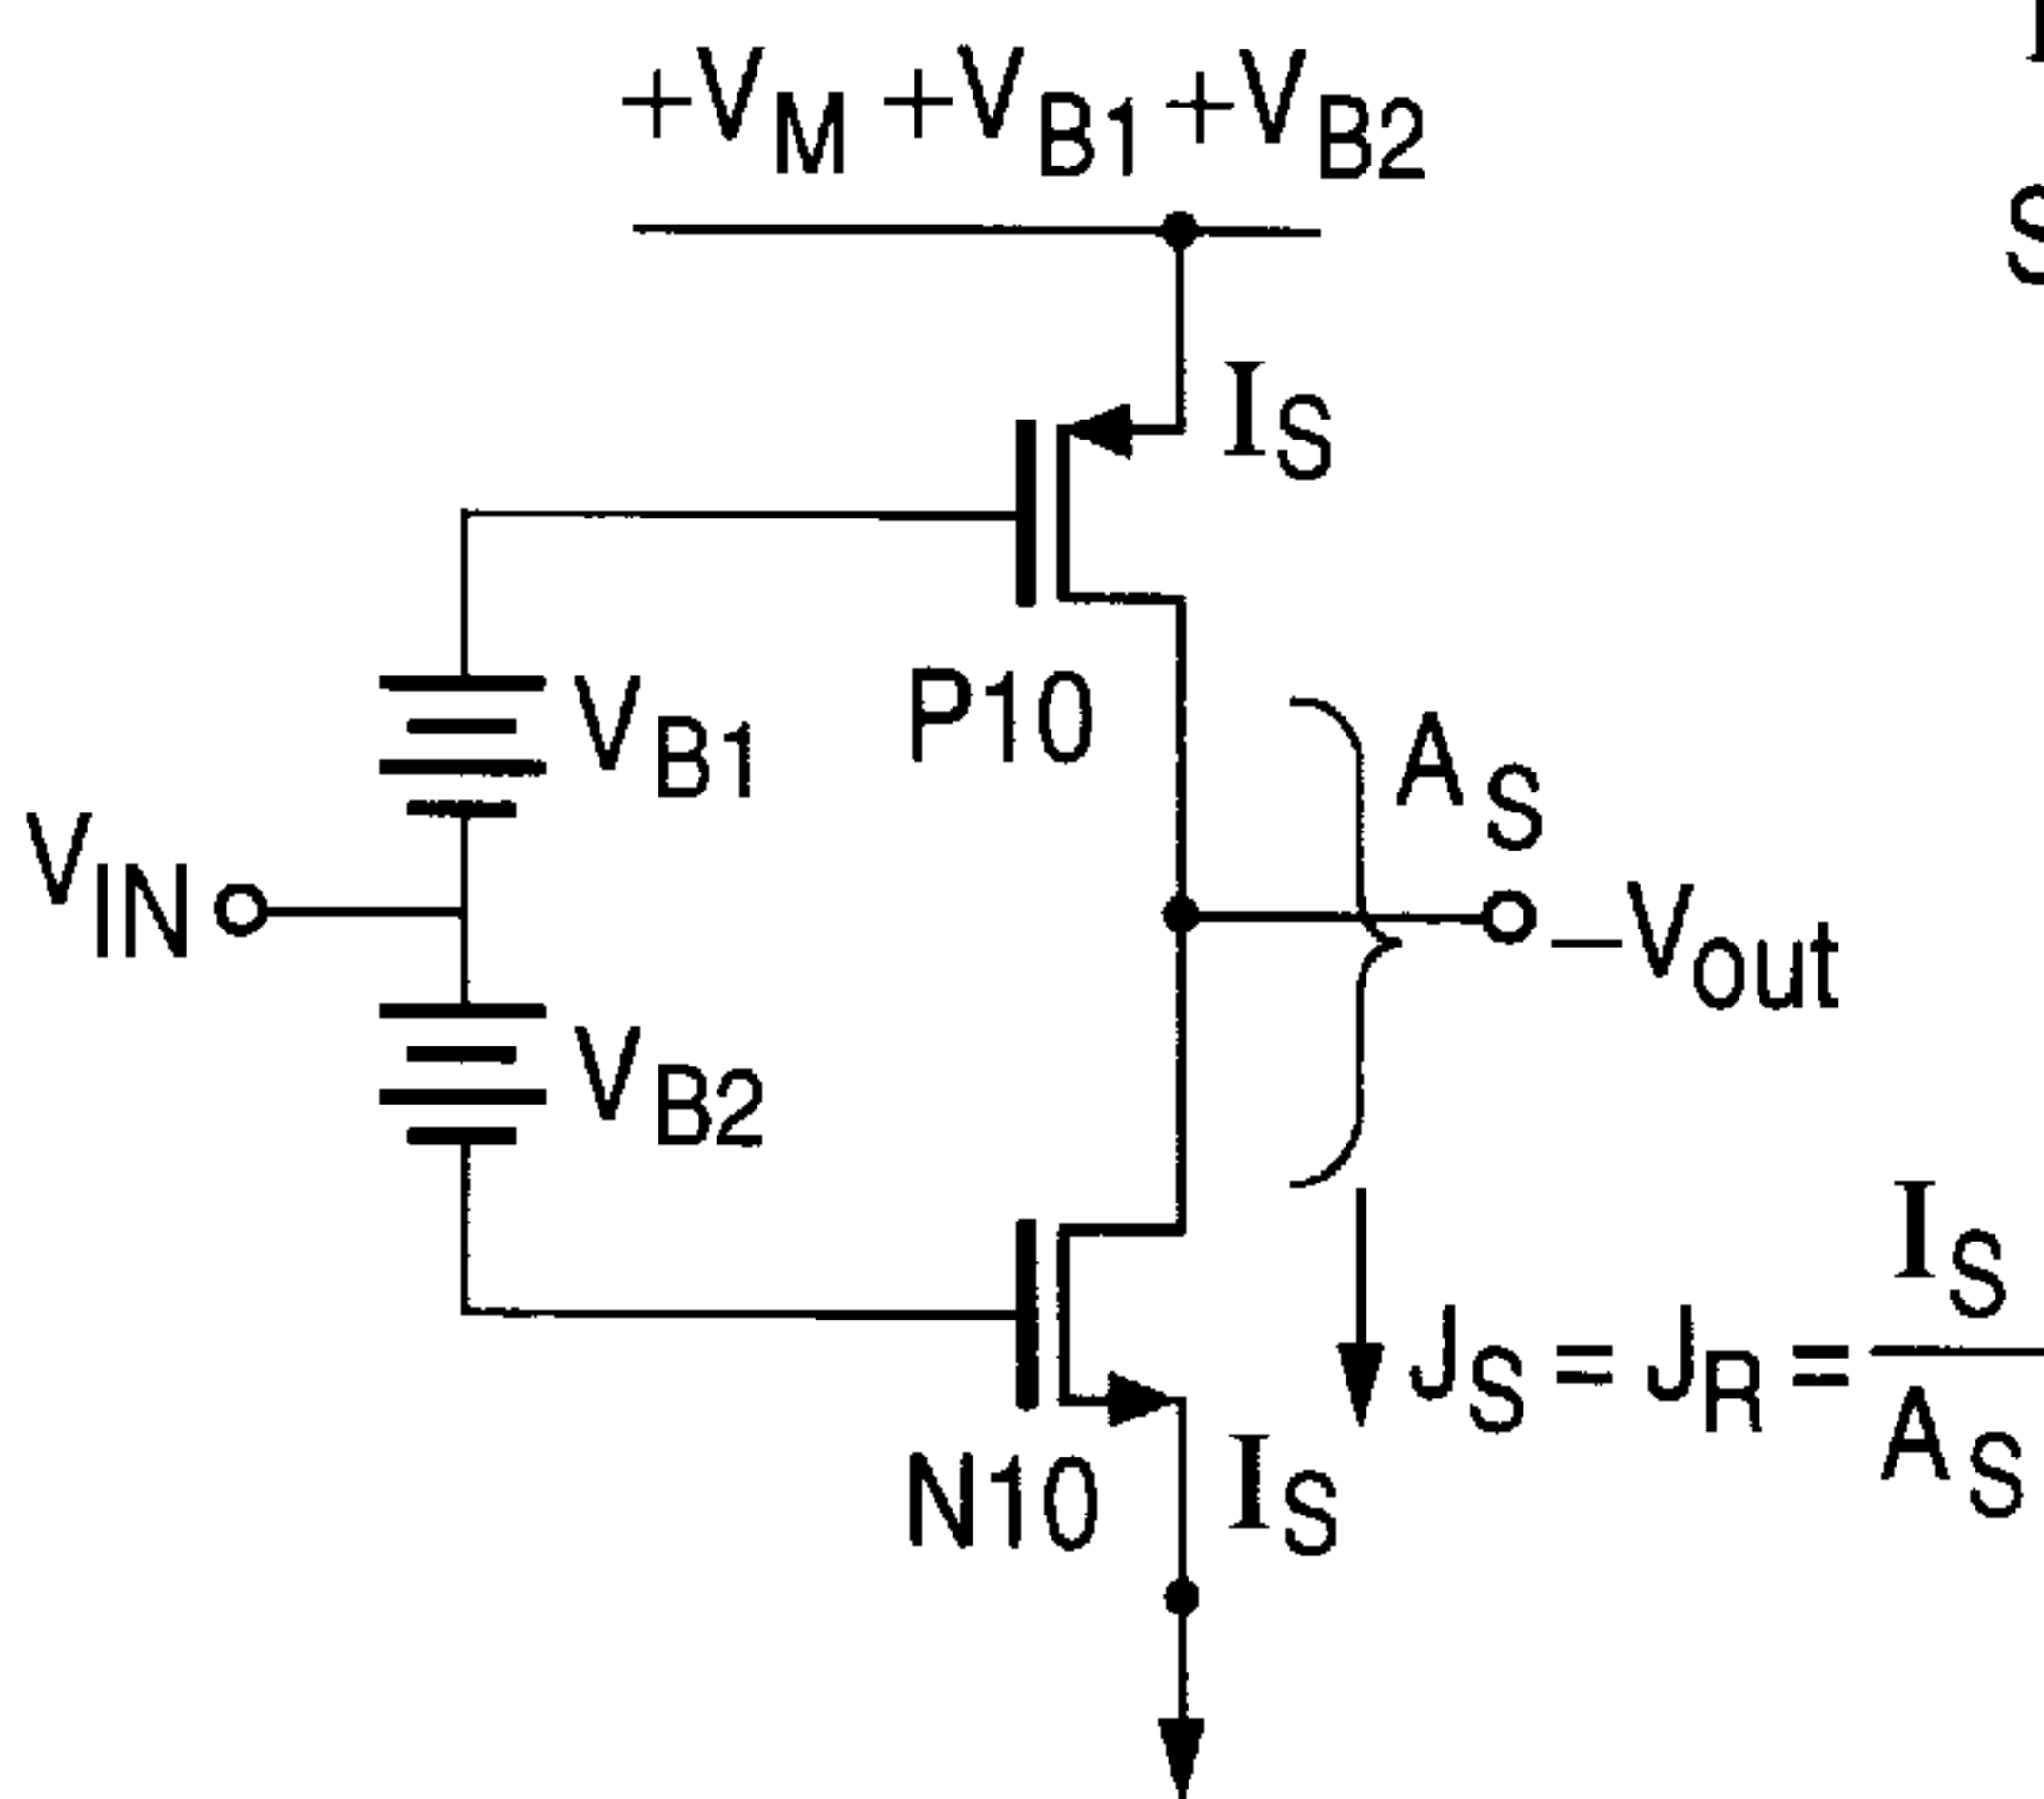 +VM +VB1 +VB2
IS
P10
VB1
AS
VIN
–Vout
VB2
JS = JR = IS
AS
N10
IS